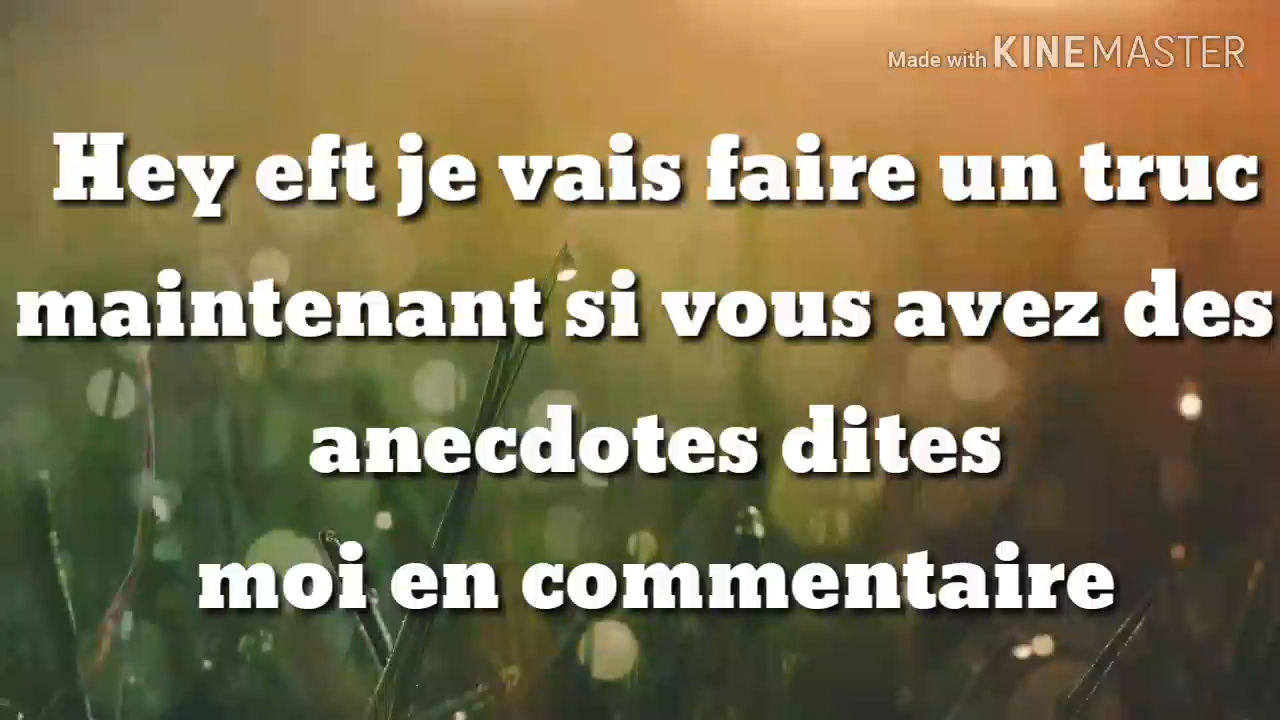 Made with KINEMASTER
Hey eft je vais faire un truc
maintenant si vous avez des
anecdotes dites
moi en commentaire